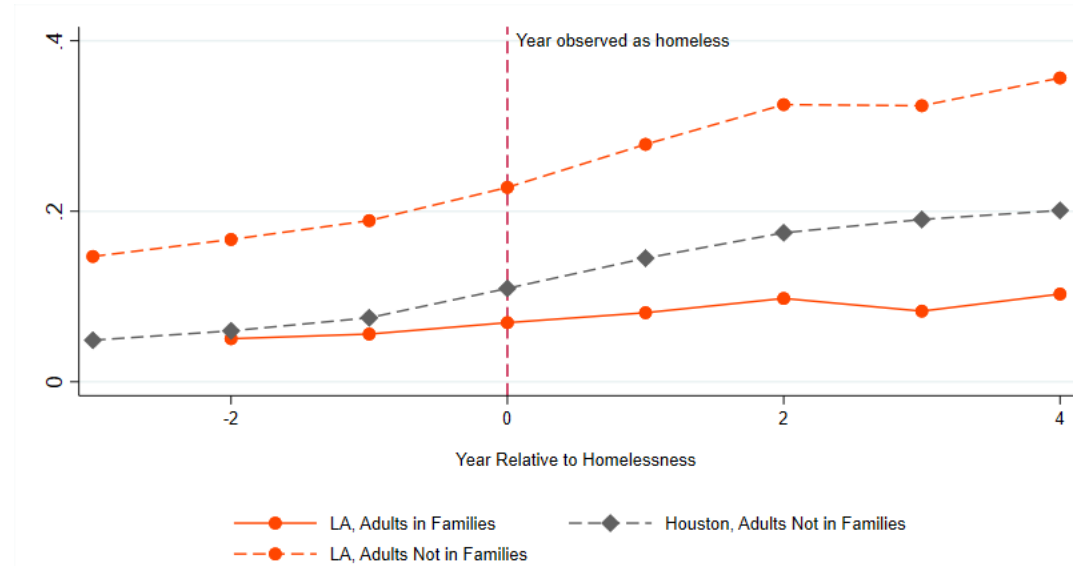 .4
Year observed as homeless
.2
0
-2 0 2 4
Year Relative to Homelessness
LA, Adults in Families Houston, Adults Not in Families
LA, Adults Not in Families